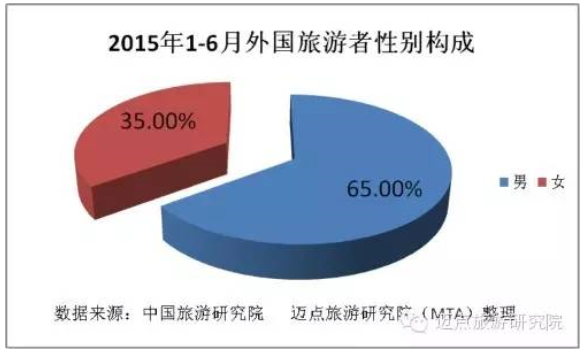 2015年1-6月外国旅游者性别构成
35.00%
65.00%
男 女
数据来源：中国旅游研究院 迈点旅游研究院（MTA）整理
迈点旅游研究院